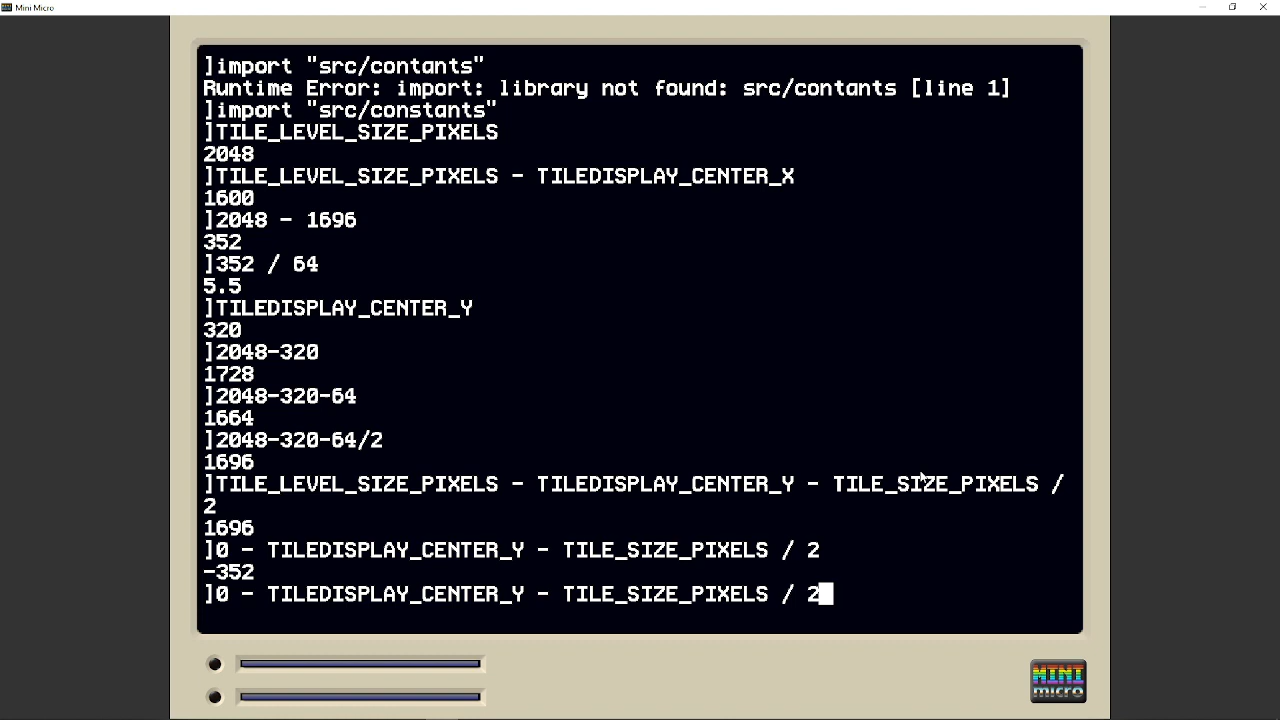 Mini Micro
]import "src/contants"
Runtime Error: import: library not found: src/contants [line 1]
]import "src/constants"
]TILE_LEVEL_SIZE_PIXELS
2048
]TILE_LEVEL_SIZE_PIXELS - TILEDISPLAY_CENTER_X
1600
]2048 - 1696
352
]352 / 64
5.5
]TILEDISPLAY_CENTER_Y
320
]2048-320
1728
]2048-320-64
1664
]2048-320-64/2
1696
]TILE_LEVEL_SIZE_PIXELS - TILEDISPLAY_CENTER_Y - TILE_SIZE_PIXELS /
2
1696
]0 - TILEDISPLAY_CENTER_Y - TILE_SIZE_PIXELS / 2
-352
]0 - TILEDISPLAY_CENTER_Y - TILE_SIZE_PIXELS / 2
MINI
micro